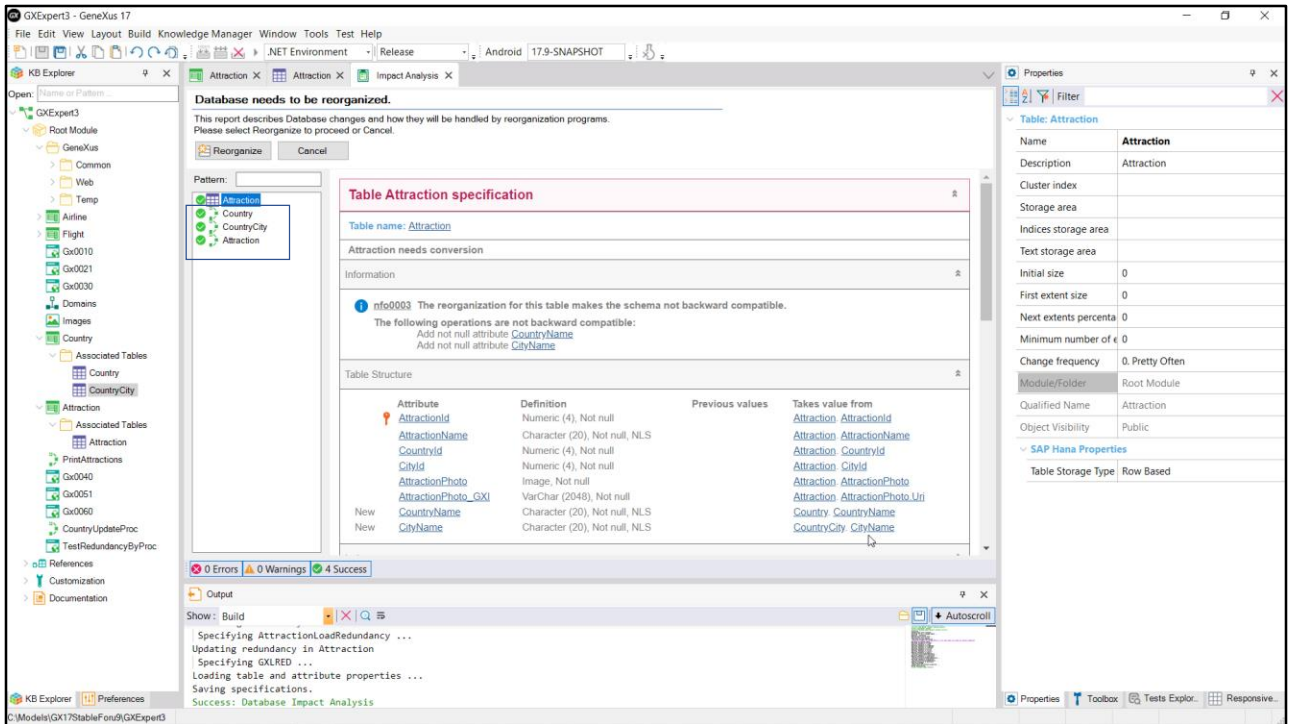 GXExpert3 - GeneXus 17
File Edit View Layout Build Knowledge Manager Window Tools Test Help
.NET Environment Release Android 17.9-SNAPSHOT
KB Explorer
Open: Name or Pattern...
GXExpert3
Root Module
GeneXus
Common
Web
Temp
Airline
Flight
Gx0010
Gx0021
Gx0030
Domains
Images
Country
Associated Tables
Country
CountryCity
Attraction
Associated Tables
Attraction
PrintAttractions
Gx0040
Gx0051
Gx0060
CountryUpdateProc
TestRedundancyByProc
References
Customization
Documentation
KB Explorer Preferences
Attraction Attraction Impact Analysis
Database needs to be reorganized.
This report describes Database changes and how they will be handled by reorganization programs.
Please select Reorganize to proceed or Cancel.
Reorganize Cancel
Pattern:
Attraction
Country
CountryCity
Attraction
Table Attraction specification
Table name: Attraction
Attraction needs conversion
Information
nfo0003 The reorganization for this table makes the schema not backward compatible.
The following operations are not backward compatible:
Add not null attribute CountryName
Add not null attribute CityName
Table Structure
Attribute Definition Previous values Takes value from
AttractionId Numeric (4), Not null Attraction. AttractionId
AttractionName Character (20), Not null, NLS Attraction. AttractionName
CountryId Numeric (4), Not null Attraction. CountryId
CityId Numeric (4), Not null Attraction. CityId
AttractionPhoto Image, Not null Attraction. AttractionPhoto
AttractionPhoto_GXI VarChar (2048), Not null Attraction. AttractionPhoto.Uri
New CountryName Character (20), Not null, NLS Country. CountryName
New CityName Character (20), Not null, NLS CountryCity. CityName
0 Errors 0 Warnings 4 Success
Output
Show: Build Autoscroll
Specifying AttractionLoadRedundancy ...
Updating redundancy in Attraction
Specifying GXLRED ...
Loading table and attribute properties ...
Saving specifications.
Success: Database Impact Analysis
Properties
Filter
Table: Attraction
Name Attraction
Description Attraction
Cluster index
Storage area
Indices storage area
Text storage area
Initial size 0
First extent size 0
Next extents percenta 0
Minimum number of e 0
Change frequency 0. Pretty Often
Module/Folder Root Module
Qualified Name Attraction
Object Visibility Public
SAP Hana Properties
Table Storage Type Row Based
Properties Toolbox Tests Explor.. Responsive..
C:\Models\GX17StableForu9\GXExpert3